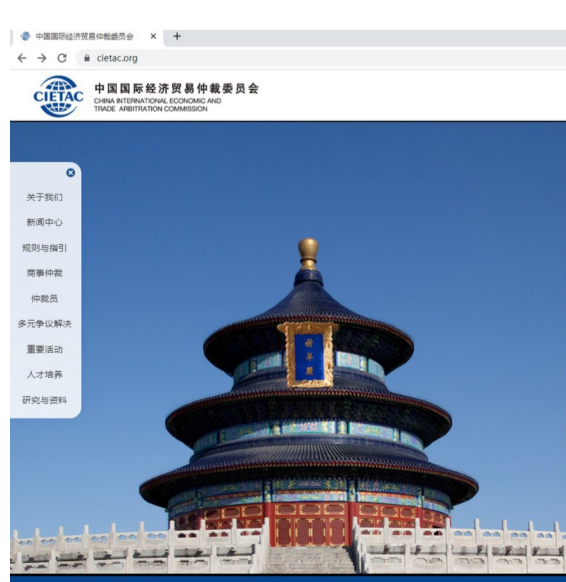 中国国际经济贸易仲裁委员会
cietac.org
CIETAC
中国国际经济贸易仲裁委员会
CHINA INTERNATIONAL ECONOMIC AND
TRADE ARBITRATION COMMISSION
关于我们
新闻中心
规则与指引
商事仲裁
仲裁员
多元争议解决
重要活动
人才培养
研究与资料
祈年殿